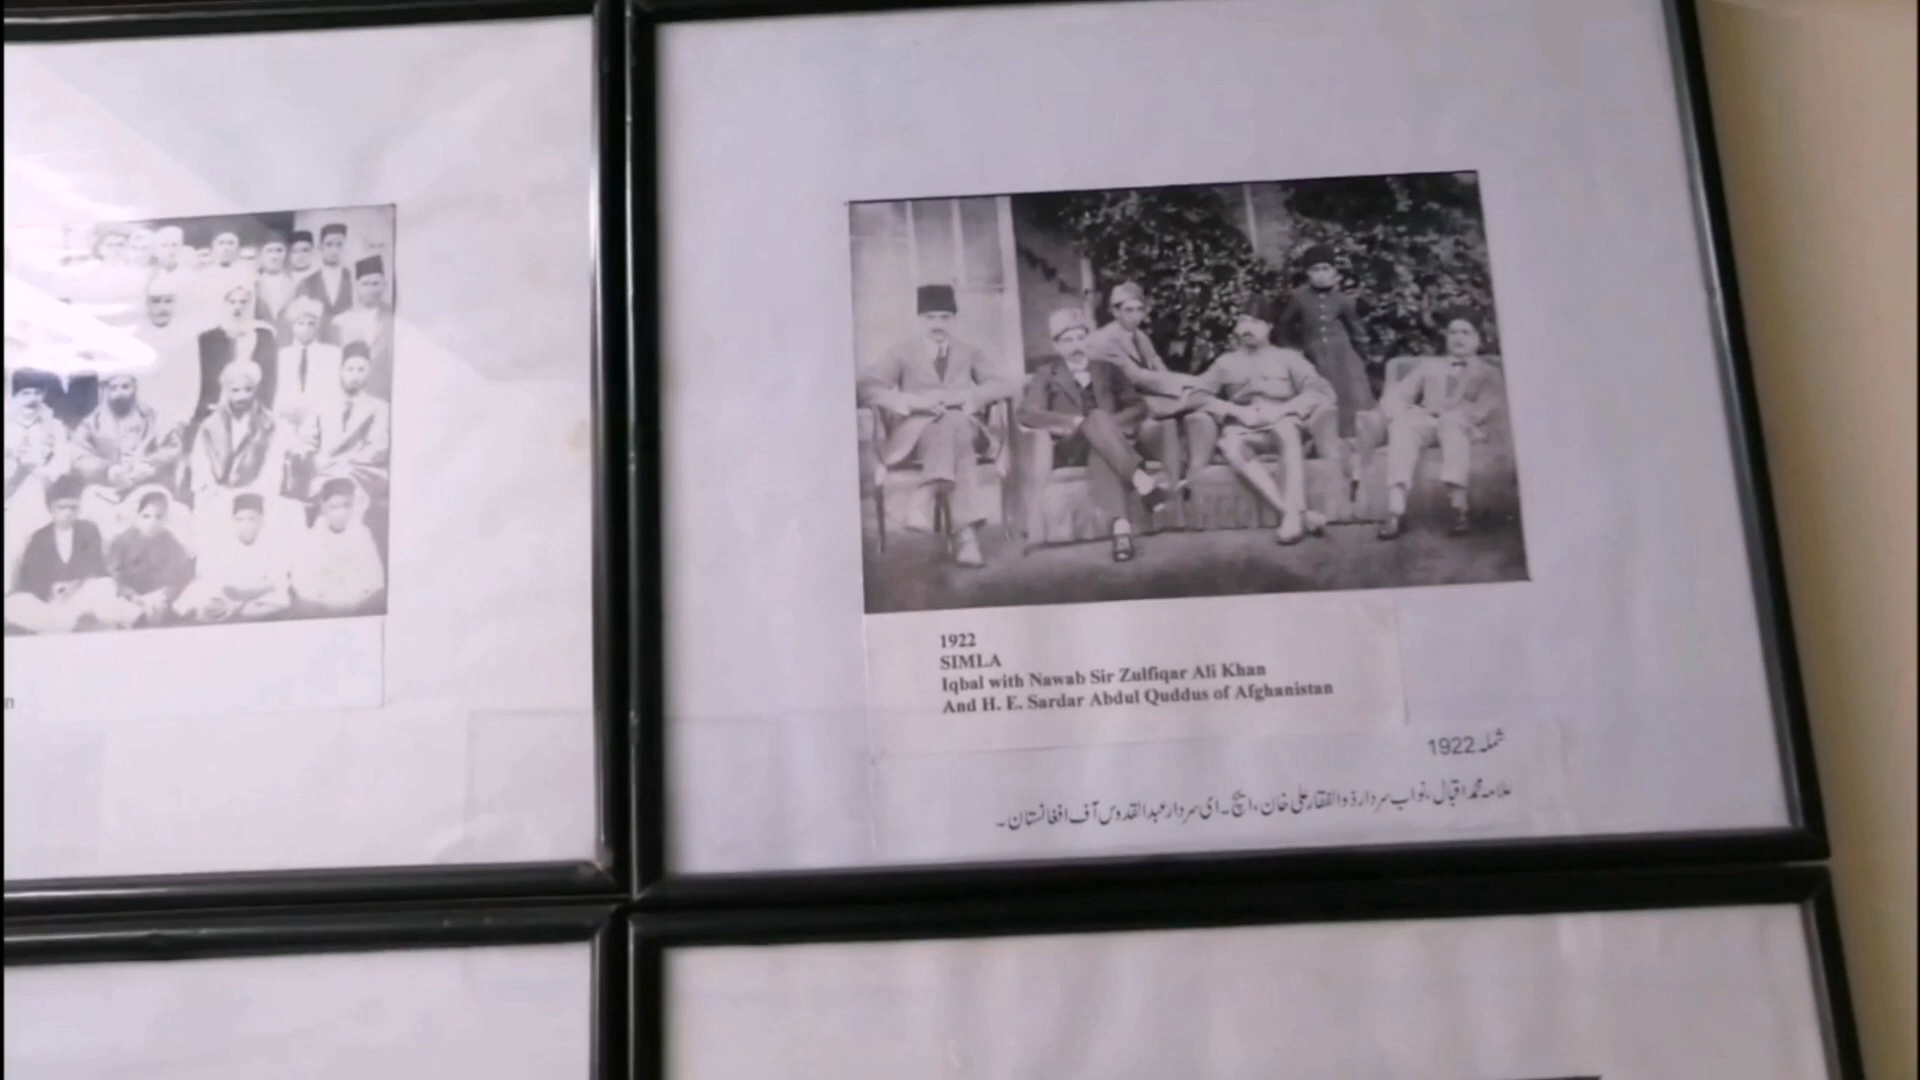 1922
SIMLA
Iqbal with Nawab Sir Zulfiqar Ali Khan
And H. E. Sardar Abdul Quddus of Afghanistan
شملہ 1922
علامہ محمد اقبال، نواب سردار ذوالفقار علی خان، ایچ۔ ای سردار عبدالقدوس آف افغانستان۔
n